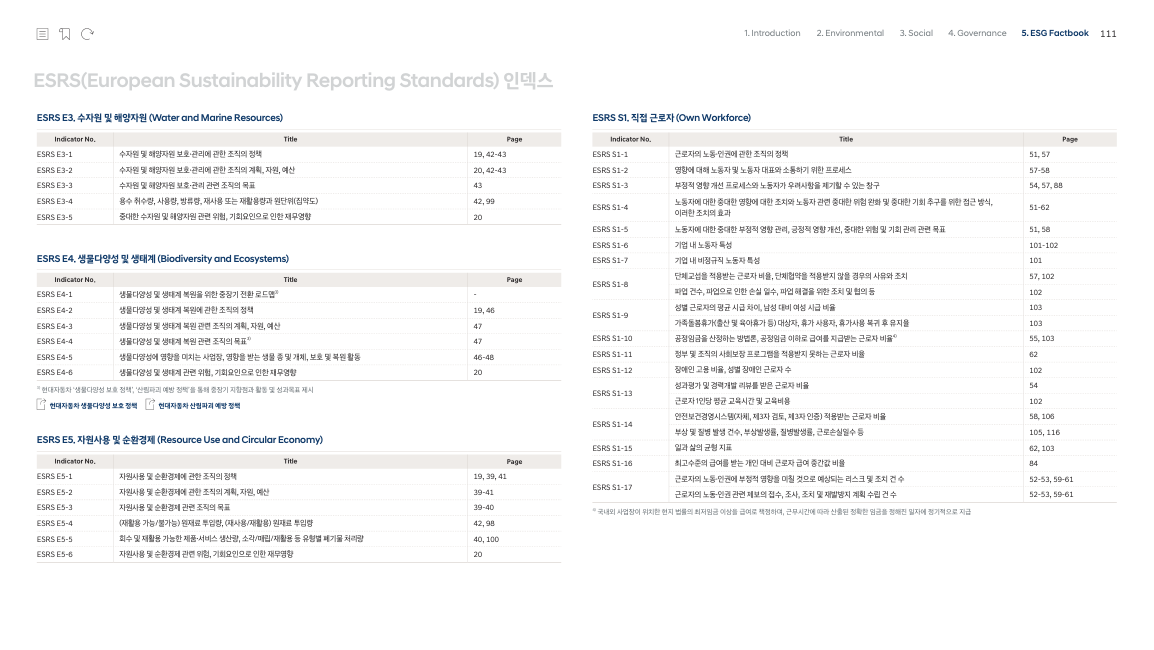 1. Introduction 2. Environmental 3. Social 4. Governance 5. ESG Factbook 111
ESRS(European Sustainability Reporting Standards) 인덱스
ESRS E3. 수자원 및 해양자원 (Water and Marine Resources)
Indicator No. Title Page
ESRS E3-1 수자원 및 해양자원 보호·관리에 관한 조직의 정책 19, 42-43
ESRS E3-2 수자원 및 해양자원 보호·관리에 관한 조직의 계획, 자원, 예산 20, 42-43
ESRS E3-3 수자원 및 해양자원 보호·관리 관련 조직의 목표 43
ESRS E3-4 용수 취수량, 사용량, 방류량, 재사용 또는 재활용량과 원단위(집약도) 42, 99
ESRS E3-5 중대한 수자원 및 해양자원 관련 위험, 기회요인으로 인한 재무영향 20
ESRS E4. 생물다양성 및 생태계 (Biodiversity and Ecosystems)
Indicator No. Title Page
ESRS E4-1 생물다양성 및 생태계 복원을 위한 중장기 전환 로드맵¹⁾ -
ESRS E4-2 생물다양성 및 생태계 복원에 관한 조직의 정책 19, 46
ESRS E4-3 생물다양성 및 생태계 복원 관련 조직의 계획, 자원, 예산 47
ESRS E4-4 생물다양성 및 생태계 복원 관련 조직의 목표¹⁾ 47
ESRS E4-5 생물다양성에 영향을 미치는 사업장, 영향을 받는 생물 종 및 개체, 보호 및 복원 활동 46-48
ESRS E4-6 생물다양성 및 생태계 관련 위험, 기회요인으로 인한 재무영향 20
¹⁾ 현대자동차 '생물다양성 보호 정책', '산림파괴 예방 정책'을 통해 중장기 지향점과 활동 및 성과목표 제시
현대자동차 생물다양성 보호 정책 현대자동차 산림파괴 예방 정책
ESRS E5. 자원사용 및 순환경제 (Resource Use and Circular Economy)
Indicator No. Title Page
ESRS E5-1 자원사용 및 순환경제에 관한 조직의 정책 19, 39, 41
ESRS E5-2 자원사용 및 순환경제에 관한 조직의 계획, 자원, 예산 39-41
ESRS E5-3 자원사용 및 순환경제 관련 조직의 목표 39-40
ESRS E5-4 (재활용 가능/불가능) 원재료 투입량, (재사용/재활용) 원재료 투입량 42, 98
ESRS E5-5 회수 및 재활용 가능한 제품·서비스 생산량, 소각/매립/재활용 등 유형별 폐기물 처리량 40, 100
ESRS E5-6 자원사용 및 순환경제 관련 위험, 기회요인으로 인한 재무영향 20
ESRS S1. 직접 근로자 (Own Workforce)
Indicator No. Title Page
ESRS S1-1 근로자의 노동·인권에 관한 조직의 정책 51, 57
ESRS S1-2 영향에 대해 노동자 및 노동자 대표와 소통하기 위한 프로세스 57-58
ESRS S1-3 부정적 영향 개선 프로세스와 노동자가 우려사항을 제기할 수 있는 창구 54, 57, 88
ESRS S1-4 노동자에 대한 중대한 영향에 대한 조치와 노동자 관련 중대한 위험 완화 및 중대한 기회 추구를 위한 접근 방식, 51-62
이러한 조치의 효과
ESRS S1-5 노동자에 대한 중대한 부정적 영향 관리, 긍정적 영향 개선, 중대한 위험 및 기회 관리 관련 목표 51, 58
ESRS S1-6 기업 내 노동자 특성 101-102
ESRS S1-7 기업 내 비정규직 노동자 특성 101
ESRS S1-8 단체교섭을 적용받는 근로자 비율, 단체협약을 적용받지 않을 경우의 사유와 조치 57, 102
파업 건수, 파업으로 인한 손실 일수, 파업 해결을 위한 조치 및 협의 등 102
ESRS S1-9 성별 근로자의 평균 시급 차이, 남성 대비 여성 시급 비율 103
가족돌봄휴가(출산 및 육아휴가 등) 대상자, 휴가 사용자, 휴가사용 복귀 후 유지율 103
ESRS S1-10 공정임금을 산정하는 방법론, 공정임금 이하로 급여를 지급받는 근로자 비율¹⁾ 55, 103
ESRS S1-11 정부 및 조직의 사회보장 프로그램을 적용받지 못하는 근로자 비율 62
ESRS S1-12 장애인 고용 비율, 성별 장애인 근로자 수 102
ESRS S1-13 성과평가 및 경력개발 리뷰를 받은 근로자 비율 54
근로자 1인당 평균 교육시간 및 교육비용 102
ESRS S1-14 안전보건경영시스템(자체, 제3자 검토, 제3자 인증) 적용받는 근로자 비율 58, 106
부상 및 질병 발생 건수, 부상발생률, 질병발생률, 근로손실일수 등 105, 116
ESRS S1-15 일과 삶의 균형 지표 62, 103
ESRS S1-16 최고수준의 급여를 받는 개인 대비 근로자 급여 중간값 비율 84
ESRS S1-17 근로자의 노동·인권에 부정적 영향을 미칠 것으로 예상되는 리스크 및 조치 건 수 52-53, 59-61
근로자의 노동·인권 관련 제보의 접수, 조사, 조치 및 재발방지 계획 수립 건 수 52-53, 59-61
¹⁾ 국내외 사업장이 위치한 현지 법률의 최저임금 이상을 급여로 책정하며, 근무시간에 따라 산출된 정확한 임금을 정해진 일자에 정기적으로 지급